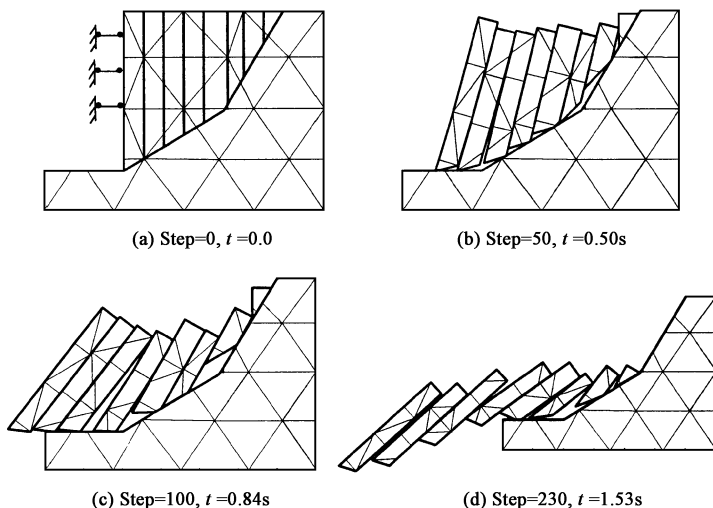 (a) Step=0, t =0.0
(b) Step=50, t =0.50s
(c) Step=100, t =0.84s
(d) Step=230, t =1.53s